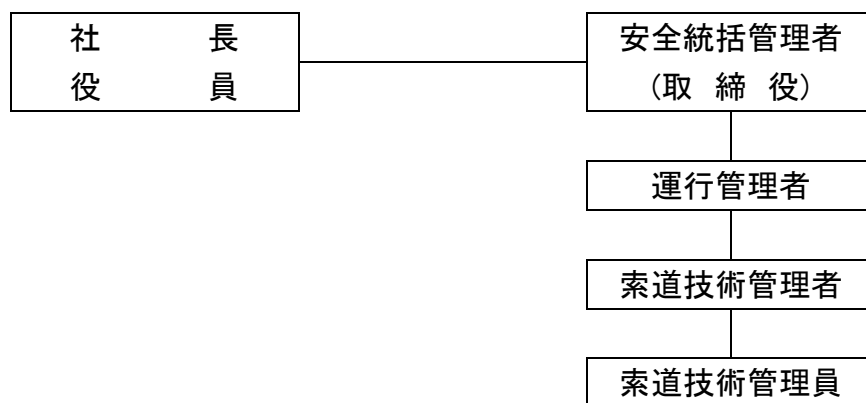 社　　　　長
役　　　　員
安全統括管理者
（取　締　役）
運行管理者
索道技術管理者
索道技術管理員